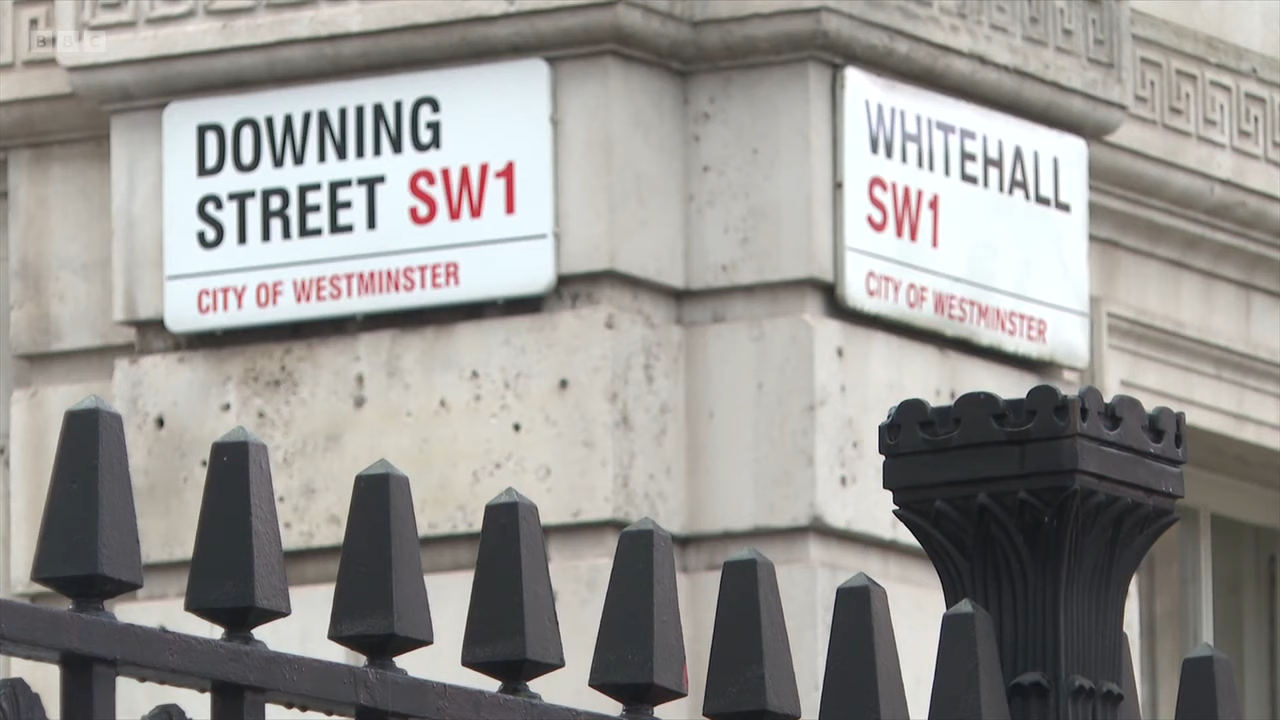 BBC
DOWNING
STREET SW1
CITY OF WESTMINSTER
WHITEHALL
SW1
CITY OF WESTMINSTER